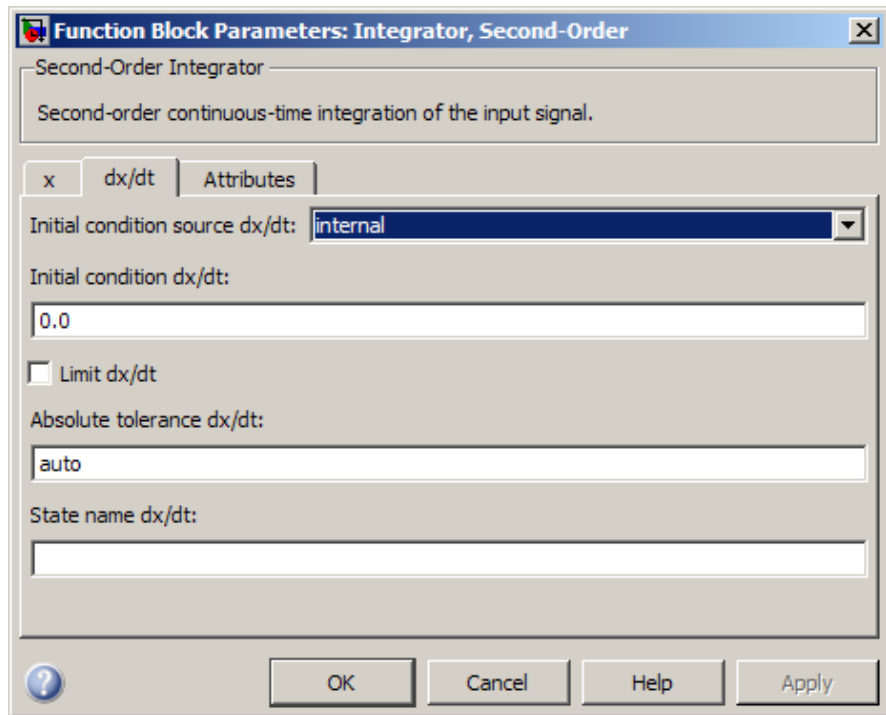 Function Block Parameters: Integrator, Second-Order
Second-Order Integrator
Second-order continuous-time integration of the input signal.
x dx/dt Attributes
Initial condition source dx/dt: internal
Initial condition dx/dt:
0.0
Limit dx/dt
Absolute tolerance dx/dt:
auto
State name dx/dt:
OK Cancel Help Apply